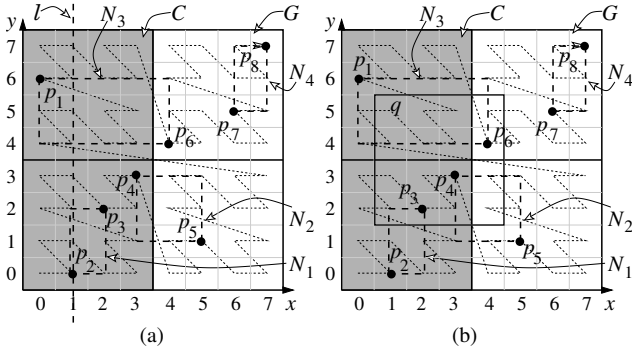 l N₃ C G
y
7
6
5
4
3
2
1
0
p₁ p₈ N₄
p₇
p₆
p₄
p₃ N₂
p₅
p₂ N₁
0 1 2 3 4 5 6 7 x
(a)
N₃ C G
y
7
6
5
4
3
2
1
0
p₁ p₈ N₄
q p₇
p₆
p₄
p₃ N₂
p₅
p₂ N₁
0 1 2 3 4 5 6 7 x
(b)